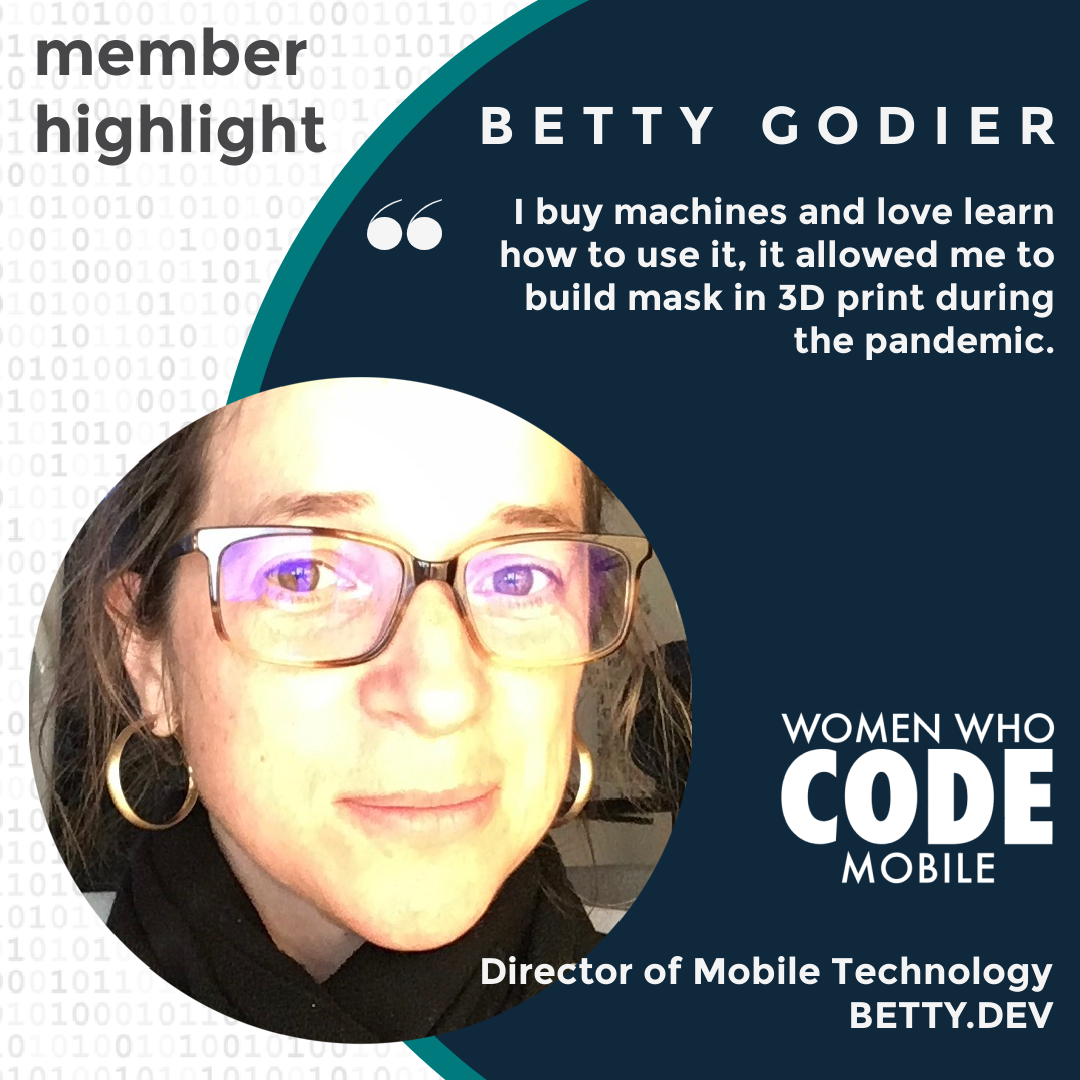 member
highlight
BETTY GODIER
I buy machines and love learn
how to use it, it allowed me to
build mask in 3D print during
the pandemic.
WOMEN WHO
CODE
MOBILE
Director of Mobile Technology
BETTY.DEV